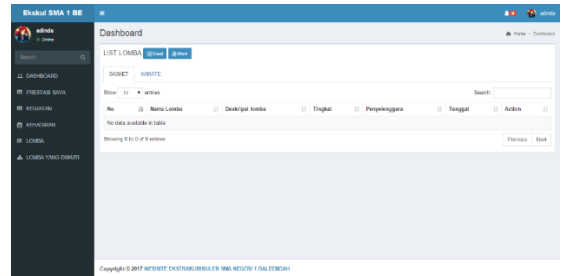 Ekskul SMA 1 BE
adinda
adinda
Online
Dashboard
Home > Dashboard
Search
LIST LOMBA Excel Word
DASHBOARD
PRESTASI SAYA
KEGIATAN
KEHADIRAN
LOMBA
LOMBA YANG DIIKUTI
BASKET KARATE
Show 10 entries
Search:
No Nama Lomba Deskripsi lomba Tingkat Penyelenggara Tanggal Action
No data available in table
Showing 0 to 0 of 0 entries
Previous Next
Copyright © 2017 WEBSITE EKSTRAKURIKULER SMA NEGERI 1 BALEENDAH